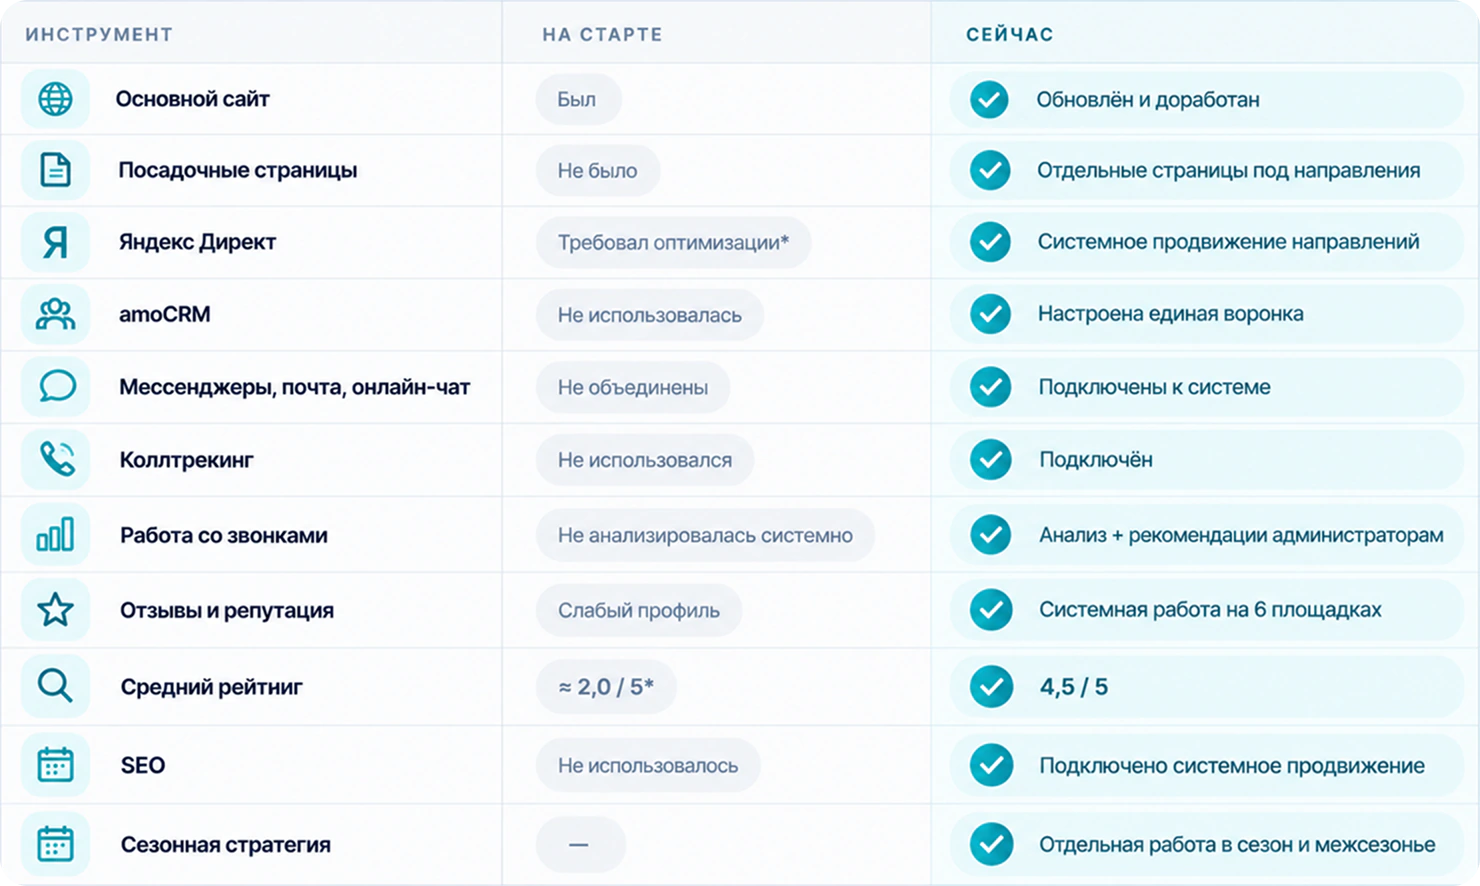 ИНСТРУМЕНТ НА СТАРТЕ СЕЙЧАС
Основной сайт Был Обновлён и доработан
Посадочные страницы Не было Отдельные страницы под направления
Я Яндекс Директ Требовал оптимизации* Системное продвижение направлений
amoCRM Не использовалась Настроена единая воронка
Мессенджеры, почта, онлайн-чат Не объединены Подключены к системе
Коллтрекинг Не использовался Подключён
Работа со звонками Не анализировалась системно Анализ + рекомендации администраторам
Отзывы и репутация Слабый профиль Системная работа на 6 площадках
Средний рейтинг ≈ 2,0 / 5* 4,5 / 5
SEO Не использовалось Подключено системное продвижение
Сезонная стратегия — Отдельная работа в сезон и межсезонье